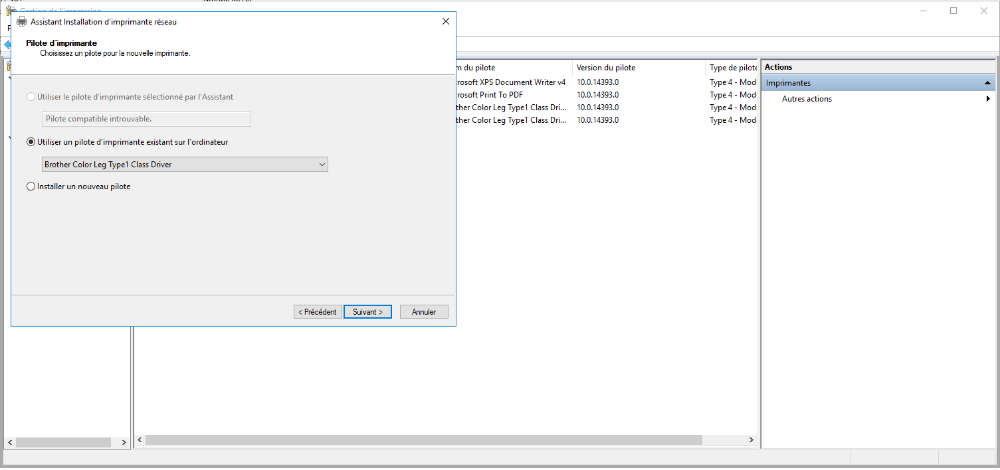 Gestion de l'impression
Assistant Installation d'imprimante réseau
Pilote d'imprimante
Choisissez un pilote pour la nouvelle imprimante.
Utiliser le pilote d'imprimante sélectionné par l'Assistant
Pilote compatible introuvable.
Utiliser un pilote d'imprimante existant sur l'ordinateur
Brother Color Leg Type1 Class Driver
Installer un nouveau pilote
< Précédent Suivant > Annuler
m du pilote Version du pilote Type de pilote
rosoft XPS Document Writer v4 10.0.14393.0 Type 4 - Mod
rosoft Print To PDF 10.0.14393.0 Type 4 - Mod
ther Color Leg Type1 Class Dri... 10.0.14393.0 Type 4 - Mod
ther Color Leg Type1 Class Dri... 10.0.14393.0 Type 4 - Mod
Actions
Imprimantes
Autres actions